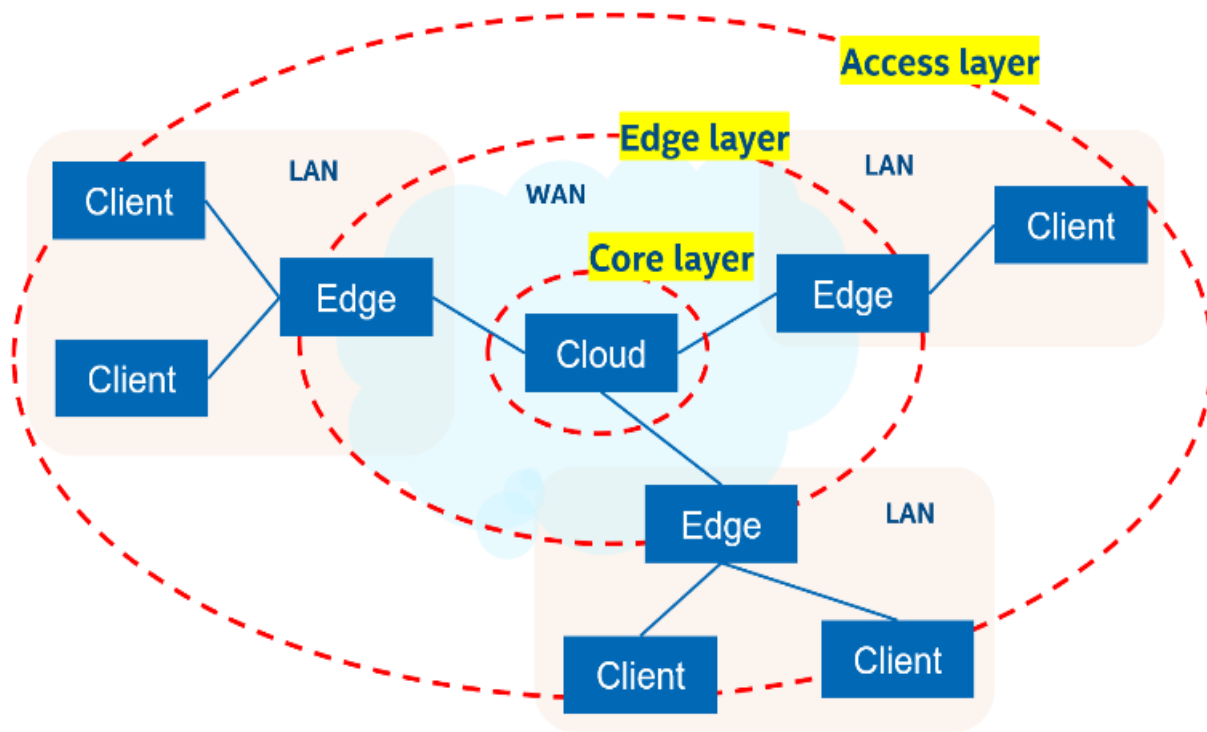 Access layer
Edge layer
LAN
LAN
Client
WAN
Client
Core layer
Edge
Edge
Cloud
Client
Edge
LAN
Client
Client